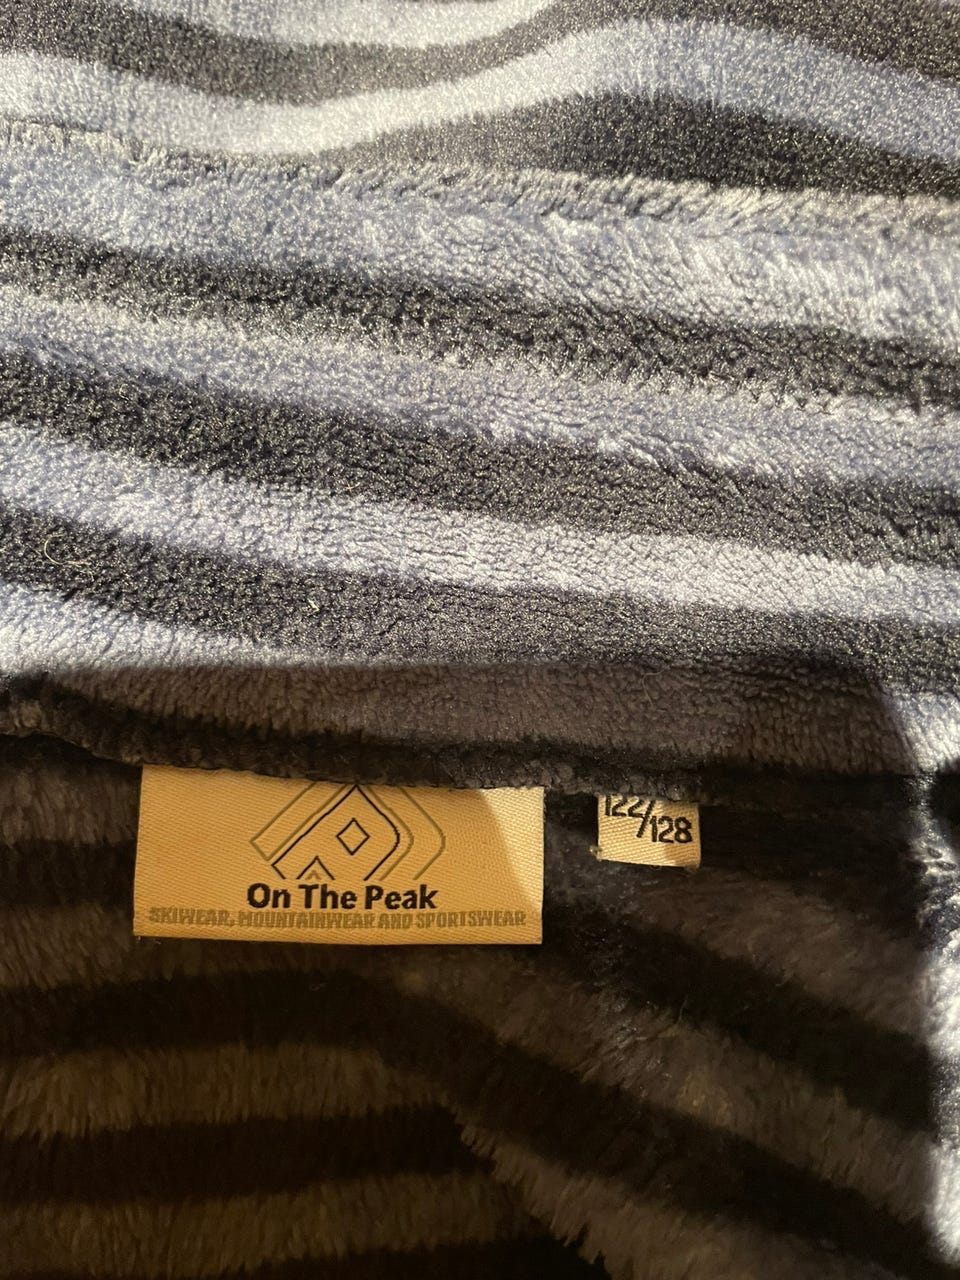 On The Peak
SKIWEAR, MOUNTAINWEAR AND SPORTSWEAR
122/128